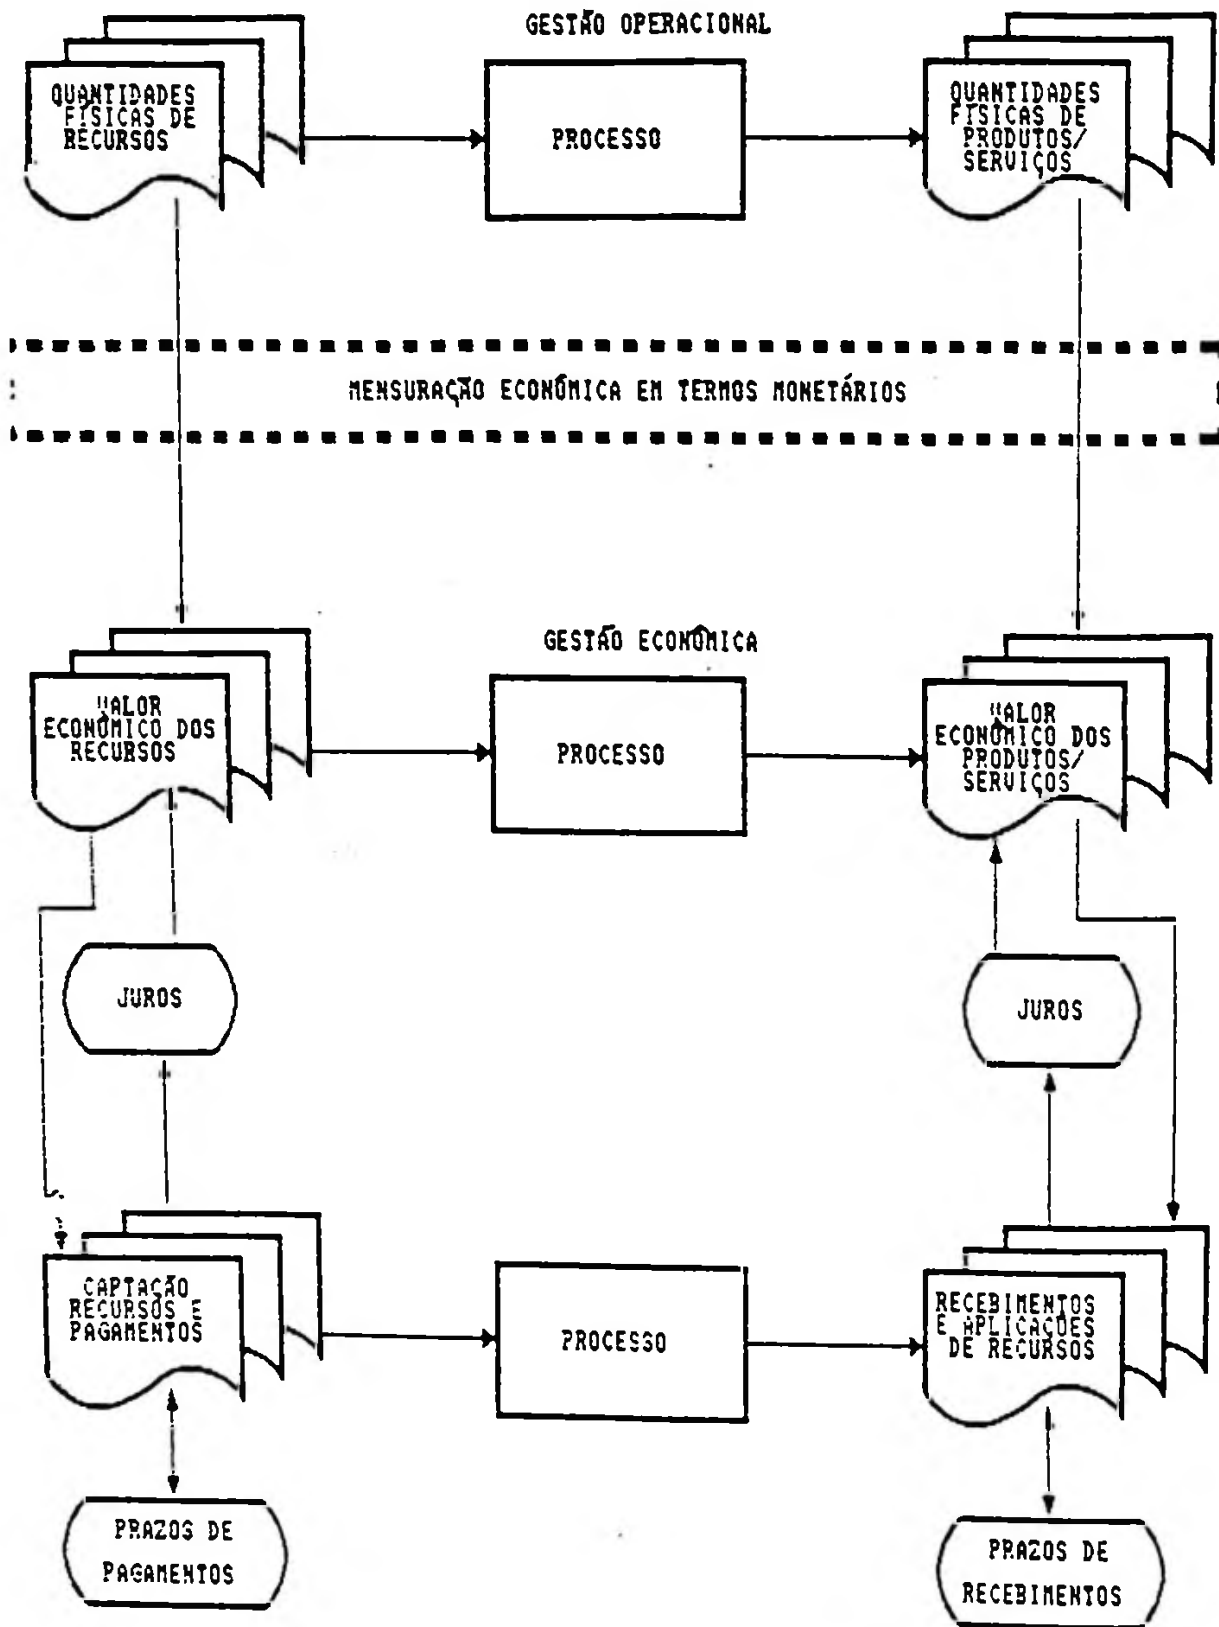 GESTÃO OPERACIONAL
QUANTIDADES
FÍSICAS DE
RECURSOS
PROCESSO
QUANTIDADES
FÍSICAS DE
PRODUTOS/
SERVIÇOS
MENSURAÇÃO ECONÔMICA EM TERMOS MONETÁRIOS
GESTÃO ECONÔMICA
VALOR
ECONÔMICO DOS
RECURSOS
PROCESSO
VALOR
ECONÔMICO DOS
PRODUTOS/
SERVIÇOS
JUROS
JUROS
CAPTAÇÃO
RECURSOS E
PAGAMENTOS
PROCESSO
RECEBIMENTOS
E APLICAÇÕES
DE RECURSOS
PRAZOS DE
PAGAMENTOS
PRAZOS DE
RECEBIMENTOS